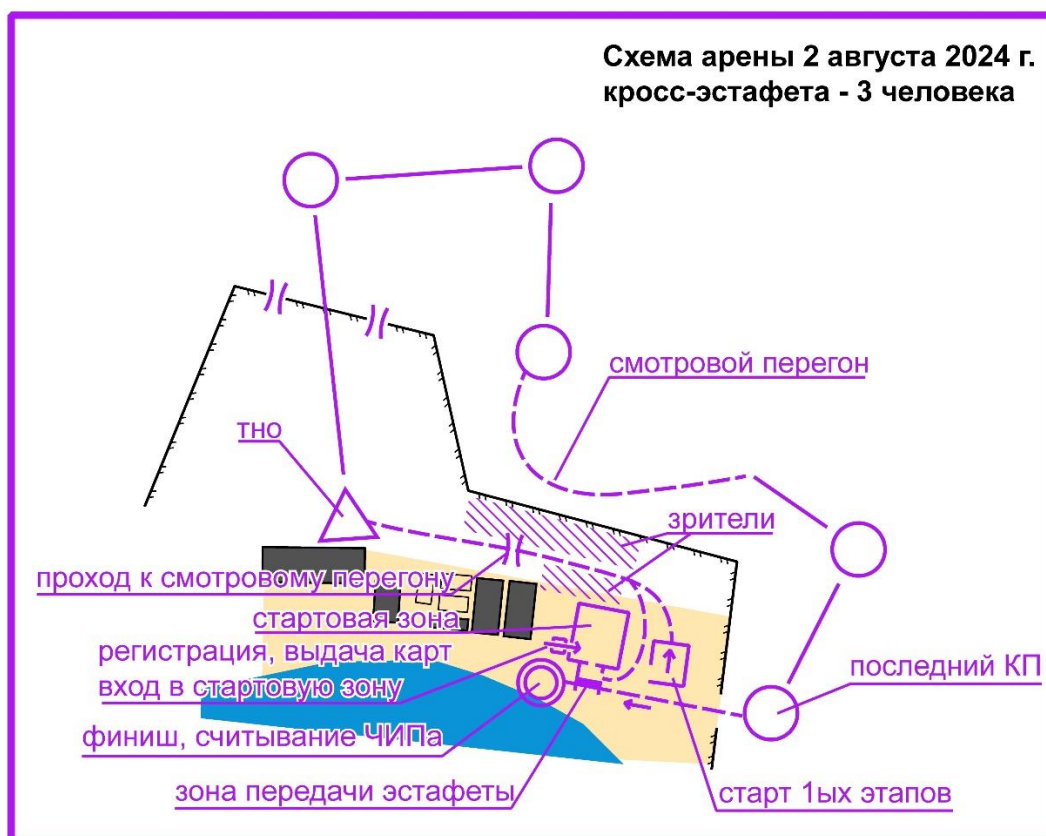 Схема арены 2 августа 2024 г.
кросс-эстафета - 3 человека
смотровой перегон
тно
зрители
проход к смотровому перегону
стартовая зона
регистрация, выдача карт
вход в стартовую зону
последний КП
финиш, считывание ЧИПа
зона передачи эстафеты
старт 1ых этапов